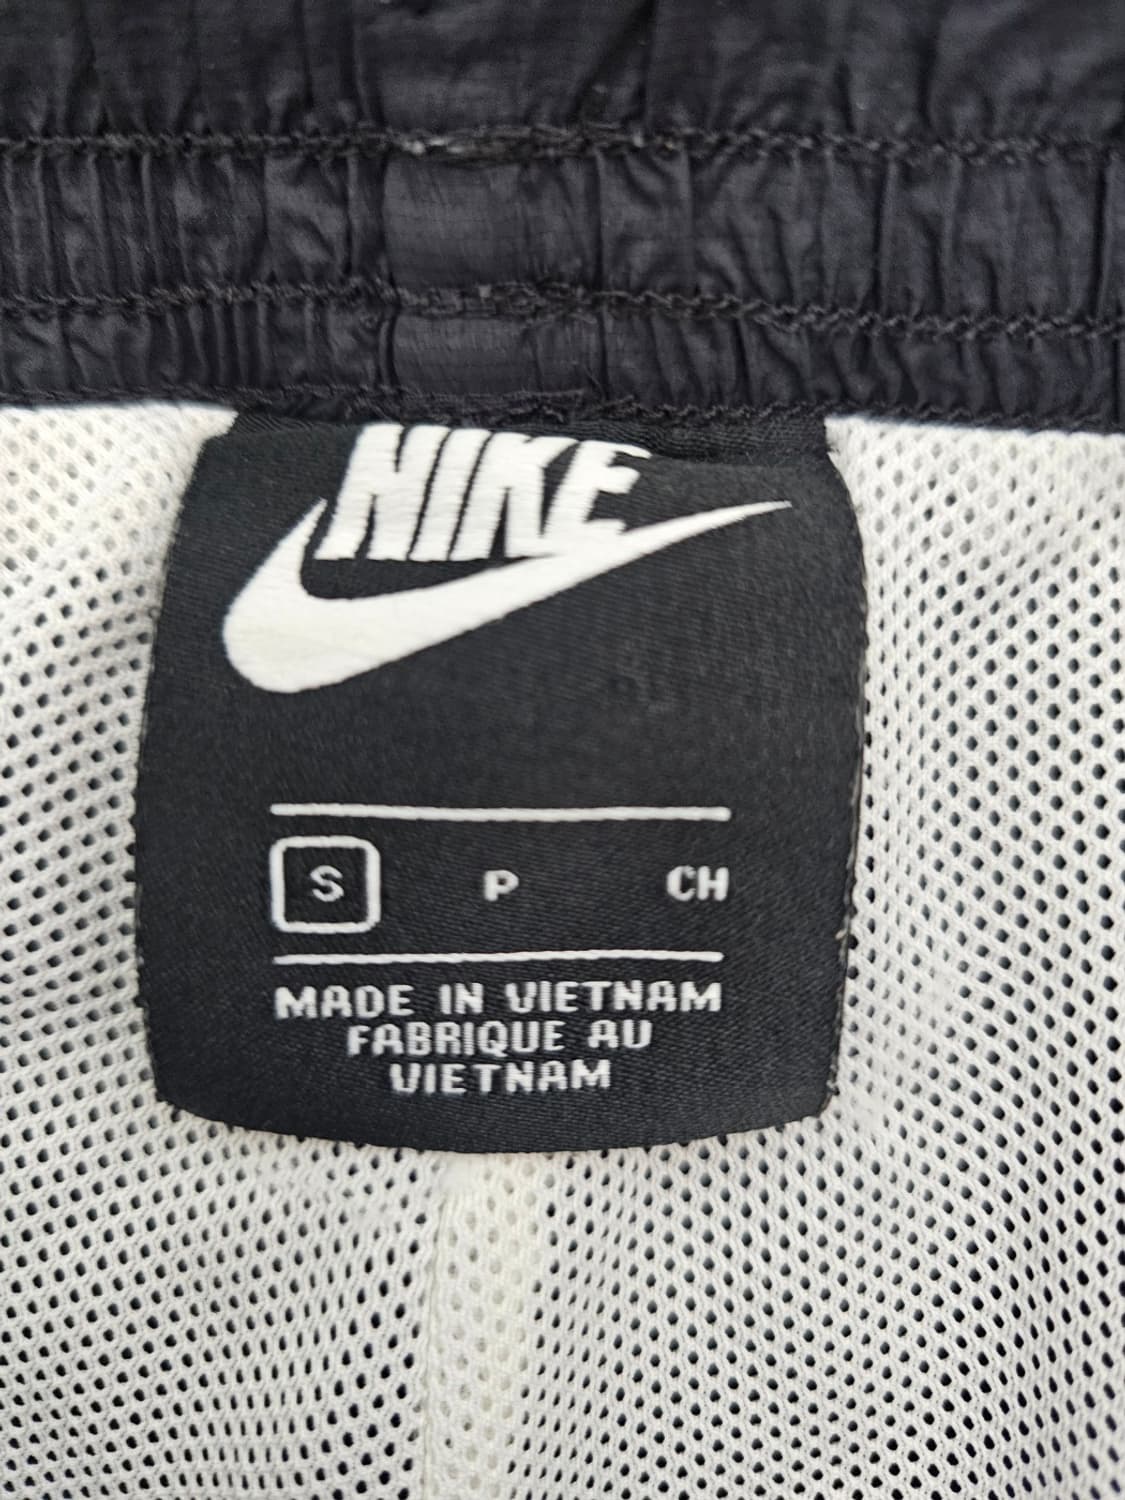 NIKE
S P CH
MADE IN VIETNAM
FABRIQUE AU
VIETNAM